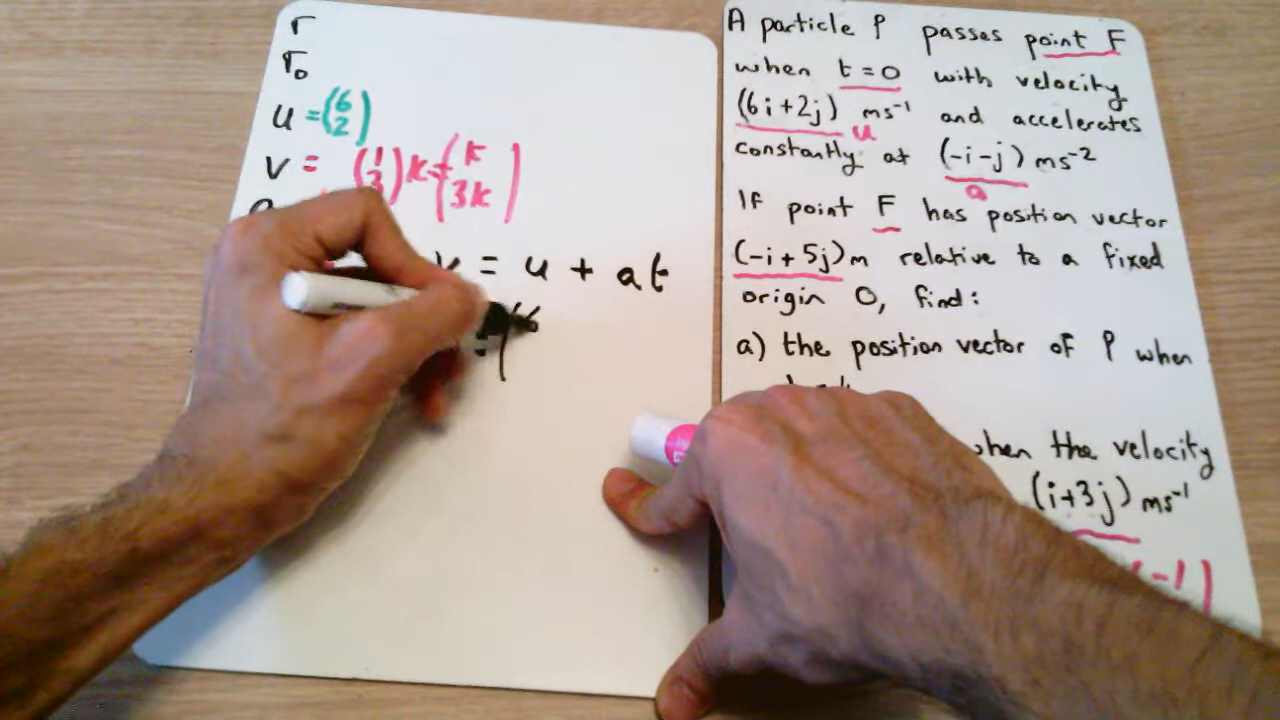 r
r₀
u = (6 2)
v = (1 3) k = (k 3k)
v = u + at
A particle P passes point F
when t = 0 with velocity
(6i + 2j) ms⁻¹ and accelerates
u
constantly at (-i-j) ms⁻²
a
If point F has position vector
(-i + 5j) m relative to a fixed
origin O, find:
a) the position vector of P when
when the velocity
(i+3j) ms⁻¹